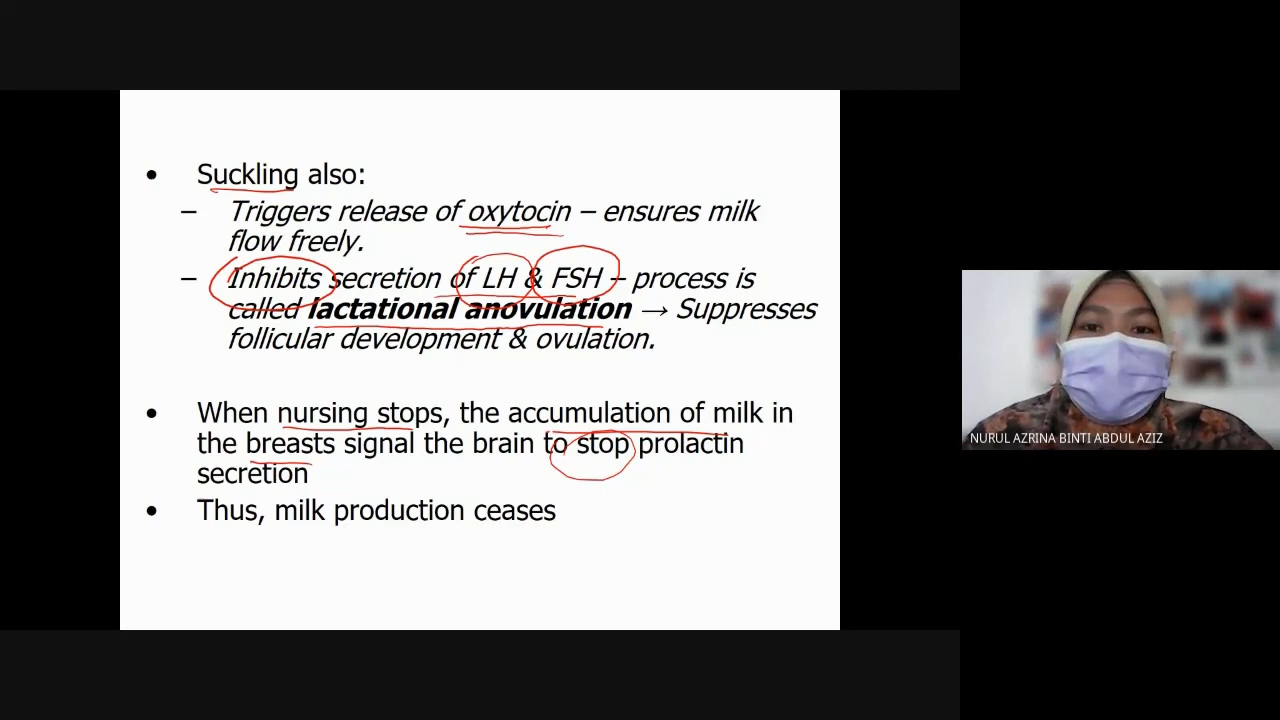 • Suckling also:
– Triggers release of oxytocin – ensures milk
flow freely.
– Inhibits secretion of LH & FSH – process is
called lactational anovulation → Suppresses
follicular development & ovulation.
• When nursing stops, the accumulation of milk in
the breasts signal the brain to stop prolactin
secretion
• Thus, milk production ceases
NURUL AZRINA BINTI ABDUL AZIZ